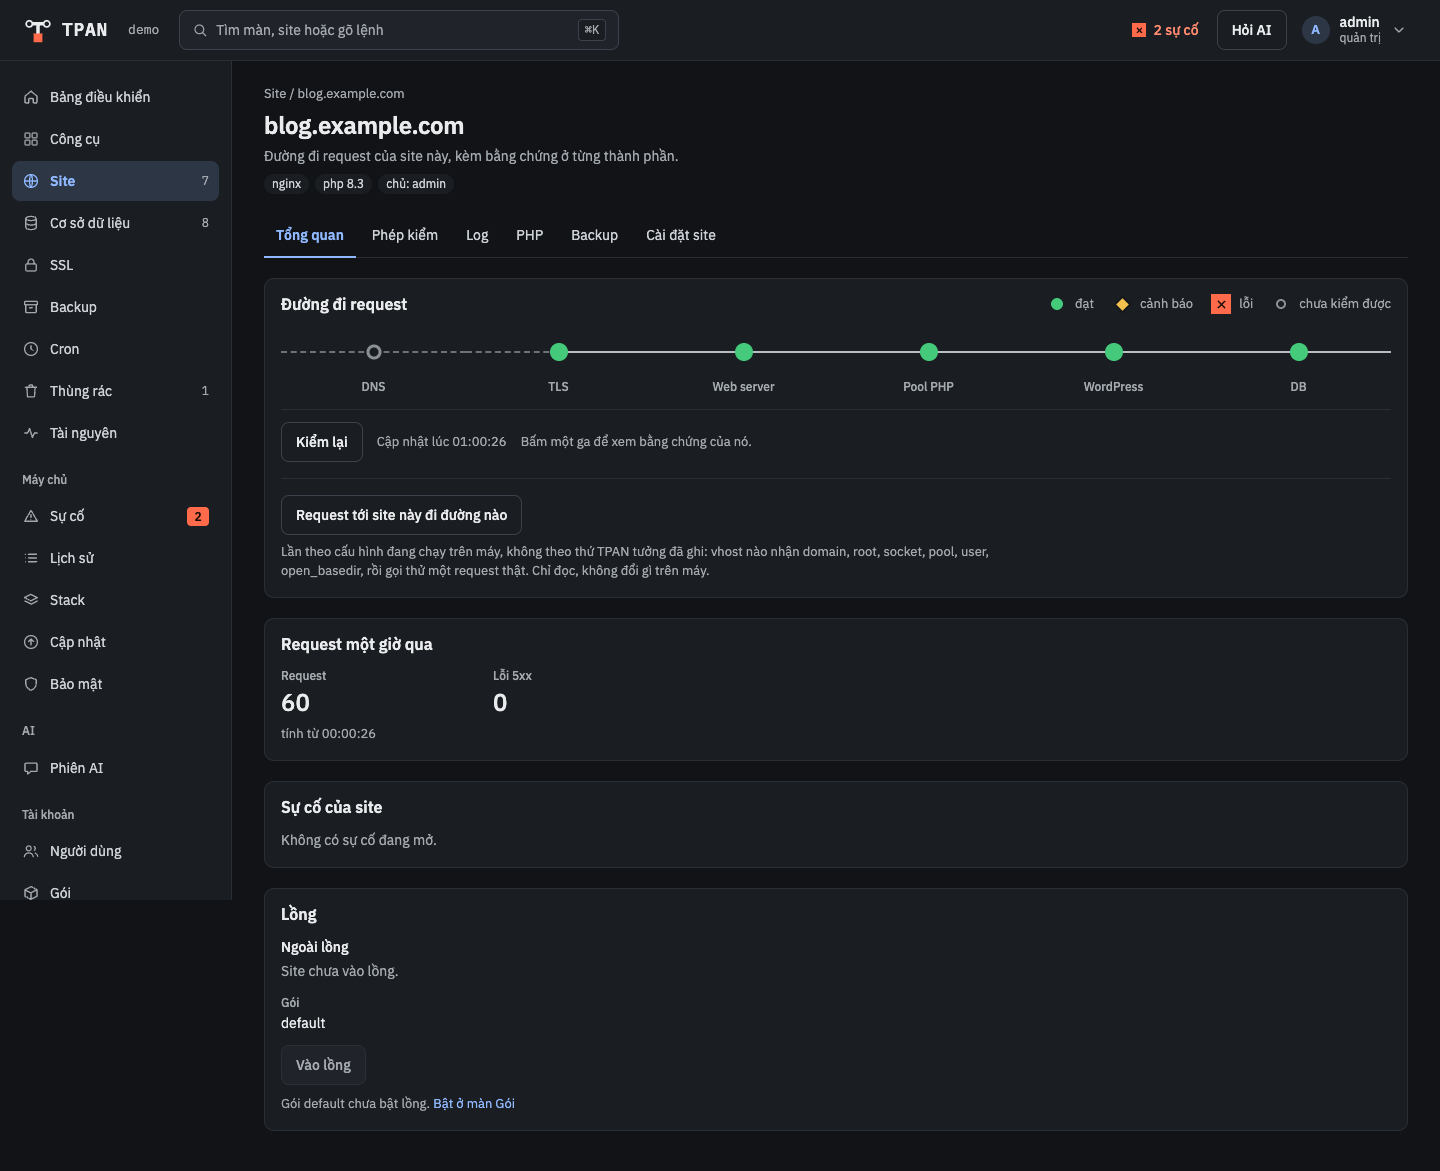 TPAN demo
Tìm màn, site hoặc gõ lệnh ⌘K
2 sự cố
Hỏi AI
A
admin
quản trị
Bảng điều khiển
Công cụ
Site 7
Cơ sở dữ liệu 8
SSL
Backup
Cron
Thùng rác 1
Tài nguyên
Máy chủ
Sự cố 2
Lịch sử
Stack
Cập nhật
Bảo mật
AI
Phiên AI
Tài khoản
Người dùng
Gói
Site / blog.example.com
blog.example.com
Đường đi request của site này, kèm bằng chứng ở từng thành phần.
nginx php 8.3 chủ: admin
Tổng quan Phép kiểm Log PHP Backup Cài đặt site
Đường đi request
đạt cảnh báo lỗi chưa kiểm được
DNS TLS Web server Pool PHP WordPress DB
Kiểm lại Cập nhật lúc 01:00:26 Bấm một ga để xem bằng chứng của nó.
Request tới site này đi đường nào
Lần theo cấu hình đang chạy trên máy, không theo thứ TPAN tưởng đã ghi: vhost nào nhận domain, root, socket, pool, user,
open_basedir, rồi gọi thử một request thật. Chỉ đọc, không đổi gì trên máy.
Request một giờ qua
Request Lỗi 5xx
60 0
tính từ 00:00:26
Sự cố của site
Không có sự cố đang mở.
Lồng
Ngoài lồng
Site chưa vào lồng.
Gói
default
Vào lồng
Gói default chưa bật lồng. Bật ở màn Gói